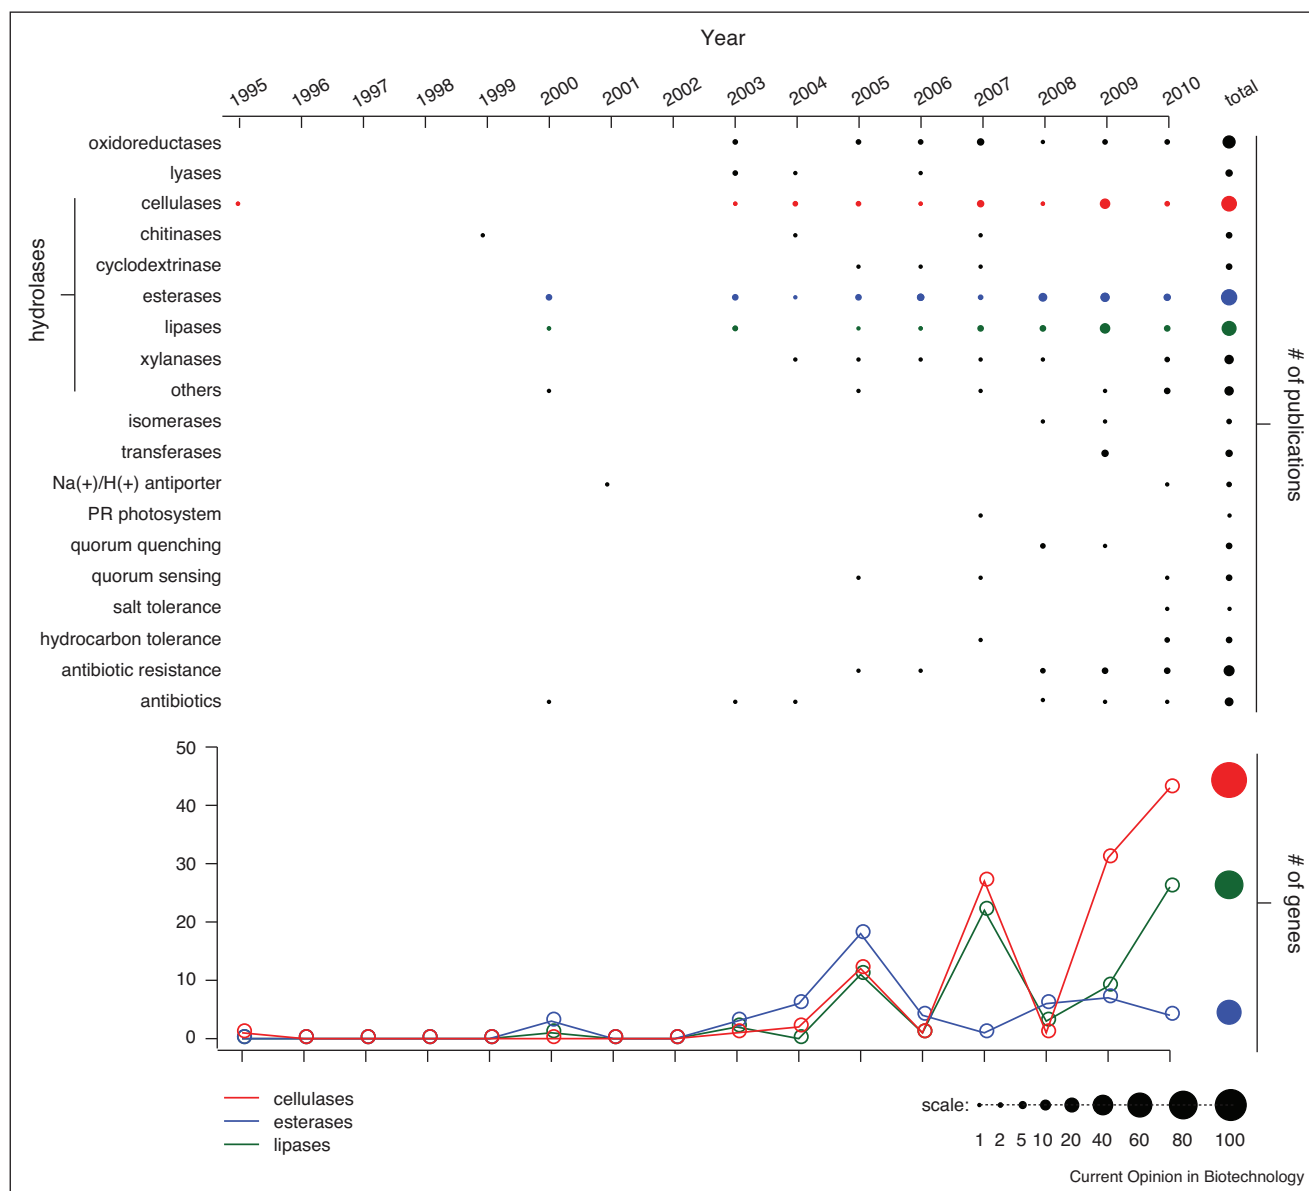 Year
1995 1996 1997 1998 1999 2000 2001 2002 2003 2004 2005 2006 2007 2008 2009 2010 total
oxidoreductases
lyases
cellulases
chitinases
cyclodextrinase
esterases
lipases
xylanases
others
isomerases
transferases
Na(+)/H(+) antiporter
PR photosystem
quorum quenching
quorum sensing
salt tolerance
hydrocarbon tolerance
antibiotic resistance
antibiotics
hydrolases
# of publications
50
40
30
20
10
0
# of genes
cellulases
esterases
lipases
scale:
1 2 5 10 20 40 60 80 100
Current Opinion in Biotechnology